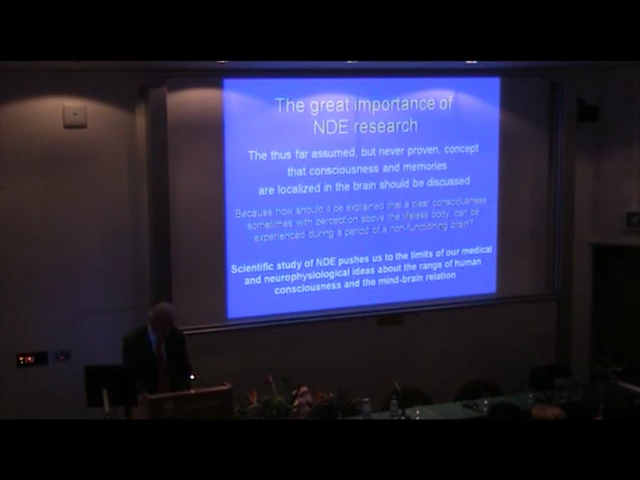 The great importance of
NDE research
The thus far assumed, but never proven, concept
that consciousness and memories
are localized in the brain should be discussed
Because how should it be explained that a clear consciousness
sometimes with perception above the lifeless body, can be
experienced during a period of a non-functioning brain?
Scientific study of NDE pushes us to the limits of our medical
and neurophysiological ideas about the range of human
consciousness and the mind-brain relation